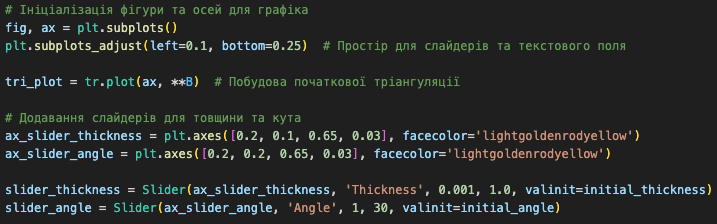 # Ініціалізація фігури та осей для графіка
fig, ax = plt.subplots()
plt.subplots_adjust(left=0.1, bottom=0.25)  # Простір для слайдерів та текстового поля
tri_plot = tr.plot(ax, **B)  # Побудова початкової тріангуляції
# Додавання слайдерів для товщини та кута
ax_slider_thickness = plt.axes([0.2, 0.1, 0.65, 0.03], facecolor='lightgoldenrodyellow')
ax_slider_angle = plt.axes([0.2, 0.2, 0.65, 0.03], facecolor='lightgoldenrodyellow')
slider_thickness = Slider(ax_slider_thickness, 'Thickness', 0.001, 1.0, valinit=initial_thickness)
slider_angle = Slider(ax_slider_angle, 'Angle', 1, 30, valinit=initial_angle)